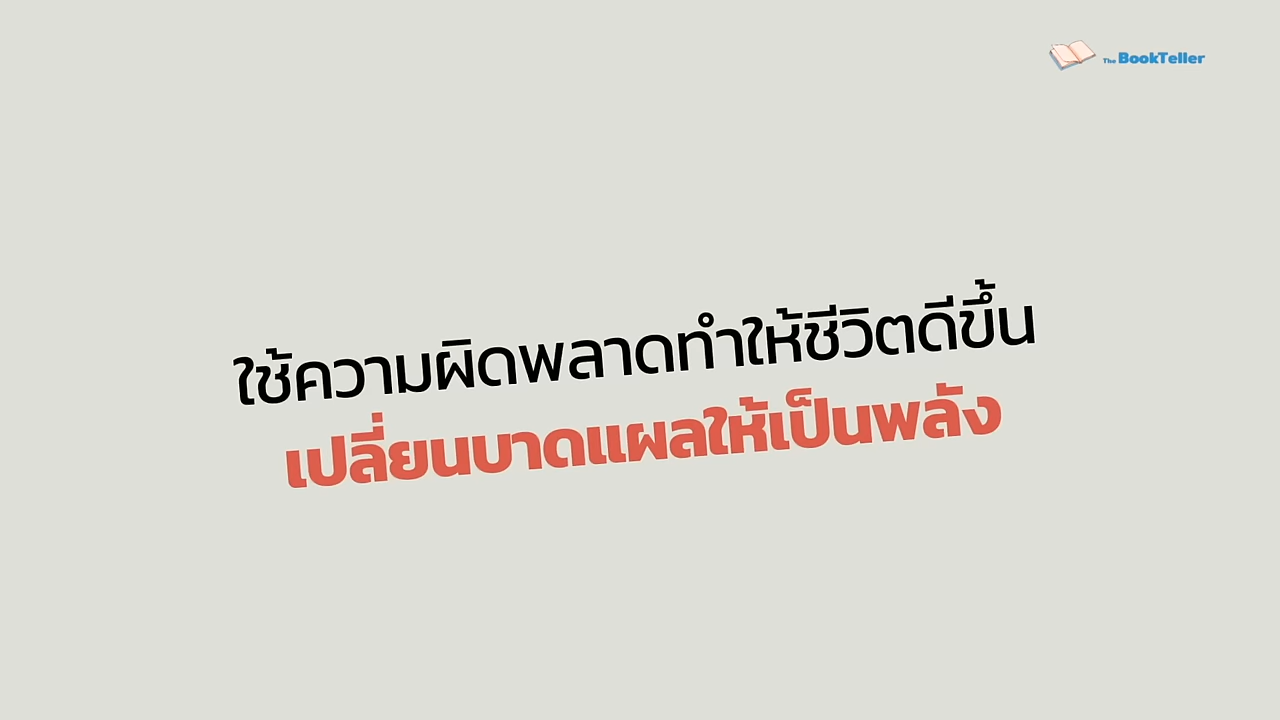 The BookTeller
ใช้ความผิดพลาดทำให้ชีวิตดีขึ้น
เปลี่ยนบาดแผลให้เป็นพลัง